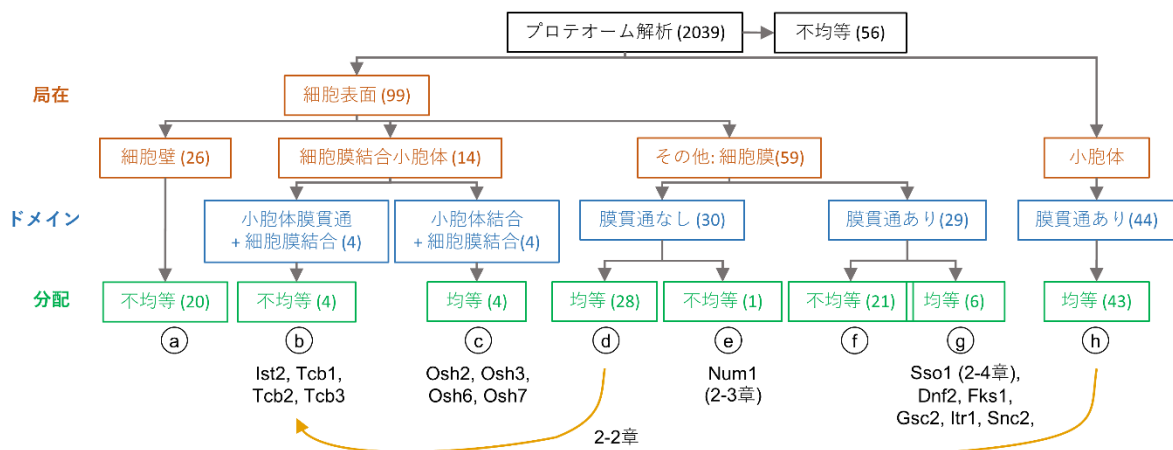 プロテオーム解析 (2039)
不均等 (56)
局在
細胞表面 (99)
細胞壁 (26)
細胞膜結合小胞体 (14)
その他: 細胞膜 (59)
小胞体
ドメイン
小胞体膜貫通
+ 細胞膜結合 (4)
小胞体結合
+ 細胞膜結合(4)
膜貫通なし (30)
膜貫通あり (29)
膜貫通あり (44)
分配
不均等 (20)
不均等 (4)
均等 (4)
均等 (28)
不均等 (1)
不均等 (21)
均等 (6)
均等 (43)
a
b
c
d
e
f
g
h
Ist2, Tcb1,
Tcb2, Tcb3
Osh2, Osh3,
Osh6, Osh7
Num1
(2-3章)
Sso1 (2-4章),
Dnf2, Fks1,
Gsc2, Itr1, Snc2,
2-2章